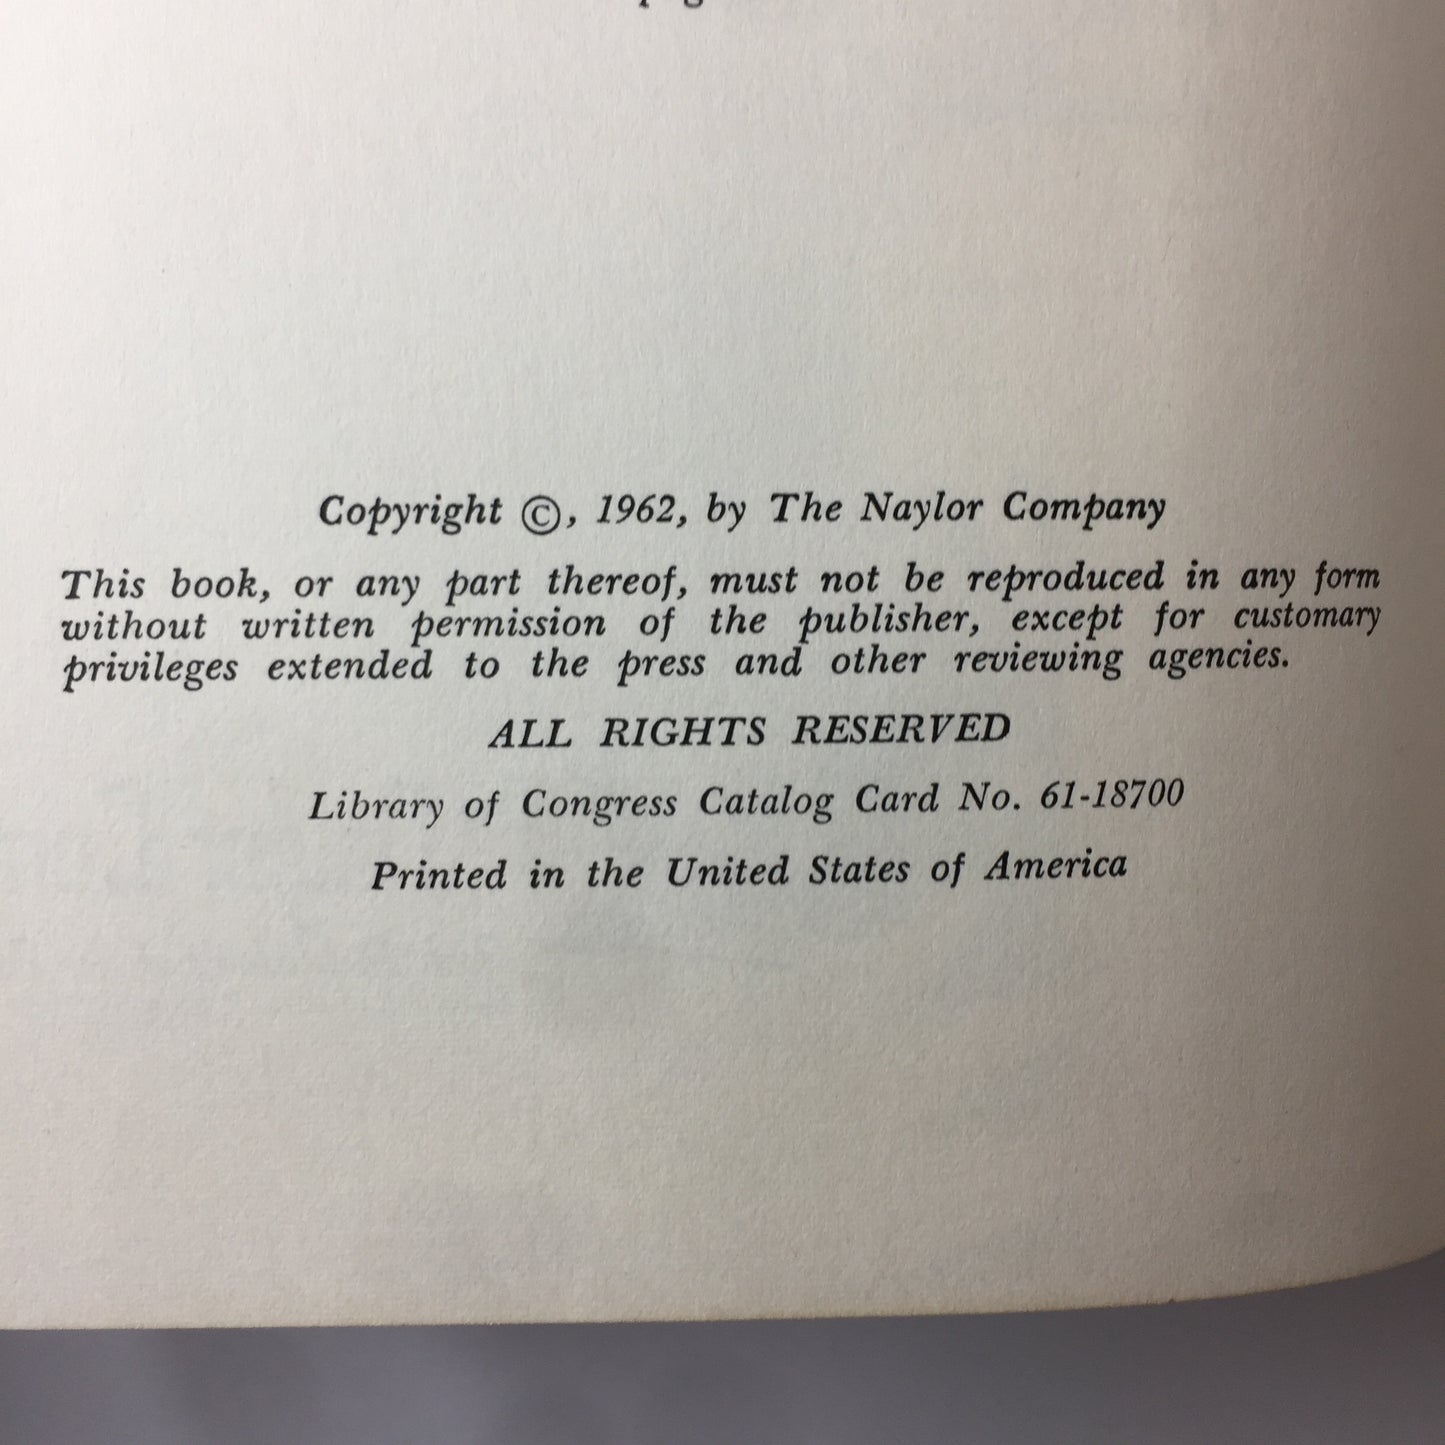 Copyright ©, 1962, by The Naylor Company
This book, or any part thereof, must not be reproduced in any form
without written permission of the publisher, except for customary
privileges extended to the press and other reviewing agencies.
ALL RIGHTS RESERVED
Library of Congress Catalog Card No. 61-18700
Printed in the United States of America